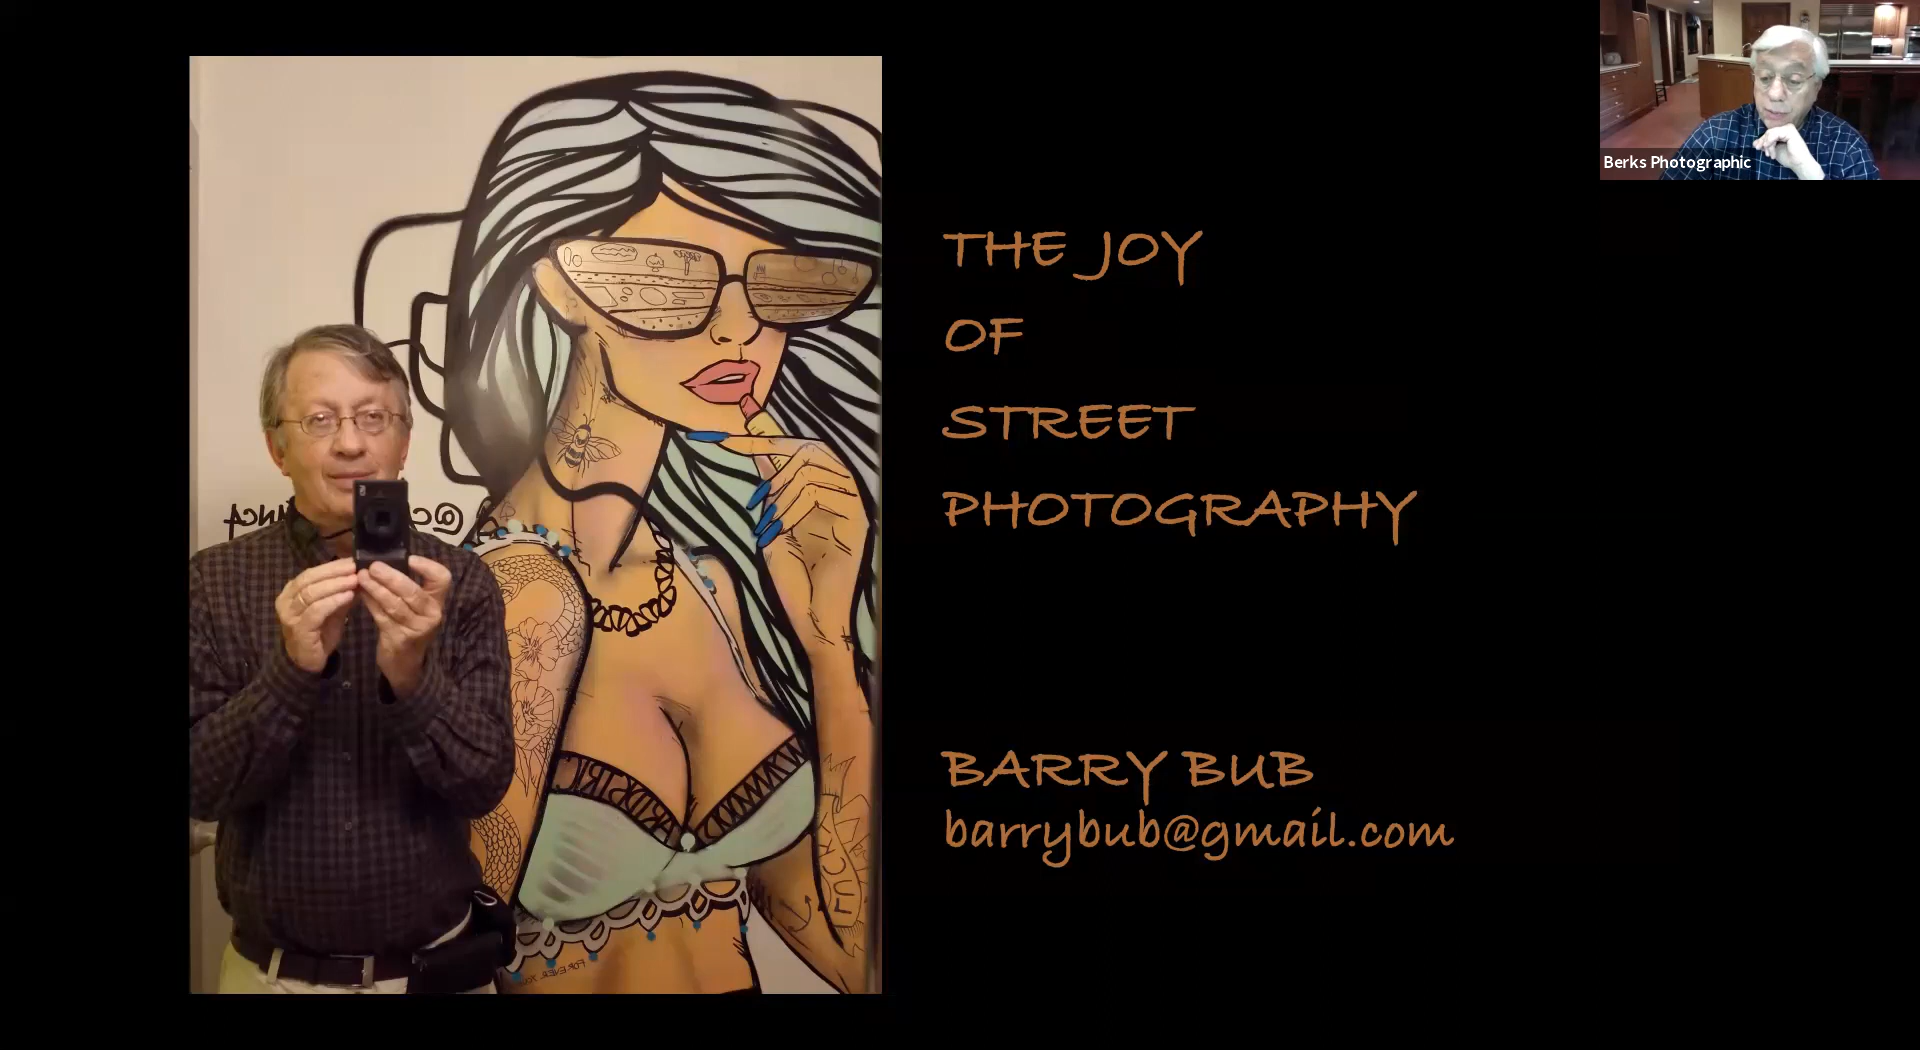 THE JOY
OF
STREET
PHOTOGRAPHY
BARRY BUB
barrybub@gmail.com
Berks Photographic